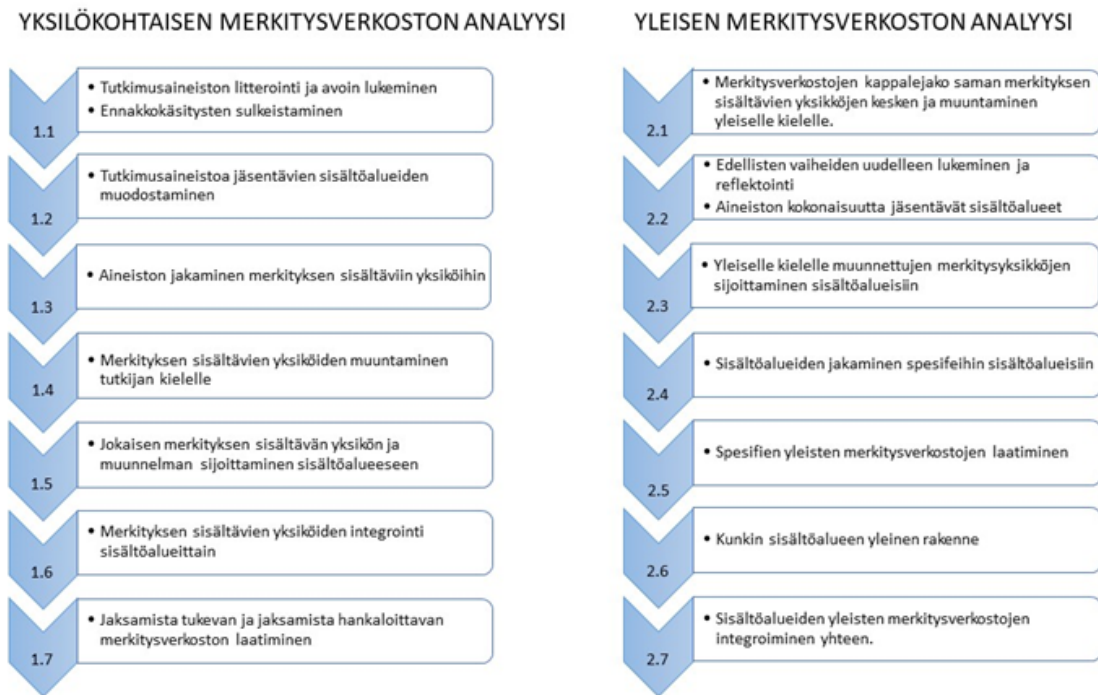 YKSILÖKOHTAISEN MERKITYSVERKOSTON ANALYYSI
1.1
• Tutkimusaineiston litterointi ja avoin lukeminen
• Ennakkokäsitysten sulkeistaminen
1.2
• Tutkimusaineistoa jäsentävien sisältöalueiden
muodostaminen
1.3
• Aineiston jakaminen merkityksen sisältäviin yksiköihin
1.4
• Merkityksen sisältävien yksiköiden muuntaminen
tutkijan kielelle
1.5
• Jokaisen merkityksen sisältävän yksikön ja
muunnelman sijoittaminen sisältöalueeseen
1.6
• Merkityksen sisältävien yksiköiden integrointi
sisältöalueittain
1.7
• Jaksamista tukevan ja jaksamista hankaloittavan
merkitysverkoston laatiminen
YLEISEN MERKITYSVERKOSTON ANALYYSI
2.1
• Merkitysverkostojen kappalejako saman merkityksen
sisältävien yksikköjen kesken ja muuntaminen
yleiselle kielelle.
2.2
• Edellisten vaiheiden uudelleen lukeminen ja
reflektointi
• Aineiston kokonaisuutta jäsentävät sisältöalueet
2.3
• Yleiselle kielelle muunnettujen merkitysyksikköjen
sijoittaminen sisältöalueisiin
2.4
• Sisältöalueiden jakaminen spesifeihin sisältöalueisiin
2.5
• Spesifien yleisten merkitysverkostojen laatiminen
2.6
• Kunkin sisältöalueen yleinen rakenne
2.7
• Sisältöalueiden yleisten merkitysverkostojen
integroiminen yhteen.